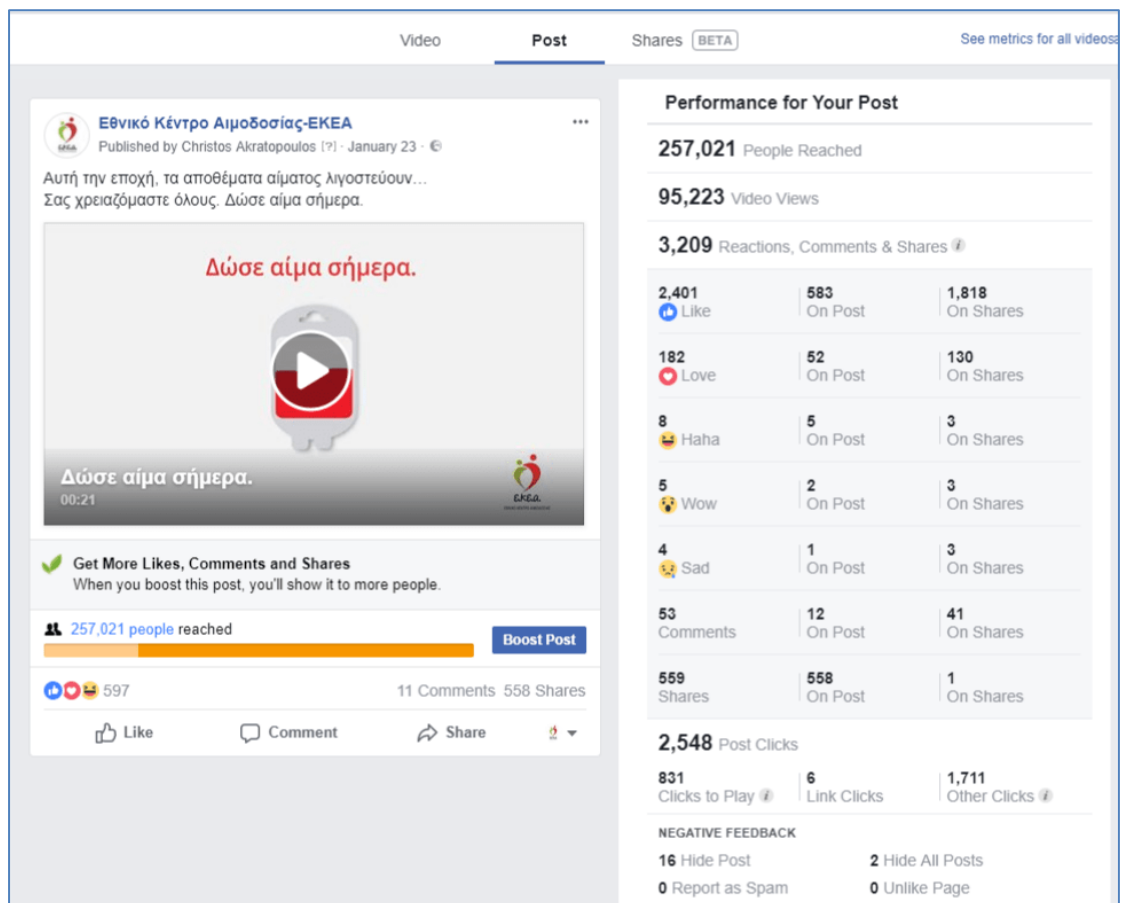 Video Post Shares BETA See metrics for all videos
Εθνικό Κέντρο Αιμοδοσίας-ΕΚΕΑ
Published by Christos Akratopoulos [?] · January 23 ·
Αυτή την εποχή, τα αποθέματα αίματος λιγοστεύουν…
Σας χρειαζόμαστε όλους. Δώσε αίμα σήμερα.
Δώσε αίμα σήμερα.
Δώσε αίμα σήμερα.
00:21
ε.κ.ε.α.
Get More Likes, Comments and Shares
When you boost this post, you'll show it to more people.
257,021 people reached
Boost Post
597 11 Comments 558 Shares
Like Comment Share
Performance for Your Post
257,021 People Reached
95,223 Video Views
3,209 Reactions, Comments & Shares
2,401 583 1,818
Like On Post On Shares
182 52 130
Love On Post On Shares
8 5 3
Haha On Post On Shares
5 2 3
Wow On Post On Shares
4 1 3
Sad On Post On Shares
53 12 41
Comments On Post On Shares
559 558 1
Shares On Post On Shares
2,548 Post Clicks
831 6 1,711
Clicks to Play Link Clicks Other Clicks
NEGATIVE FEEDBACK
16 Hide Post 2 Hide All Posts
0 Report as Spam 0 Unlike Page